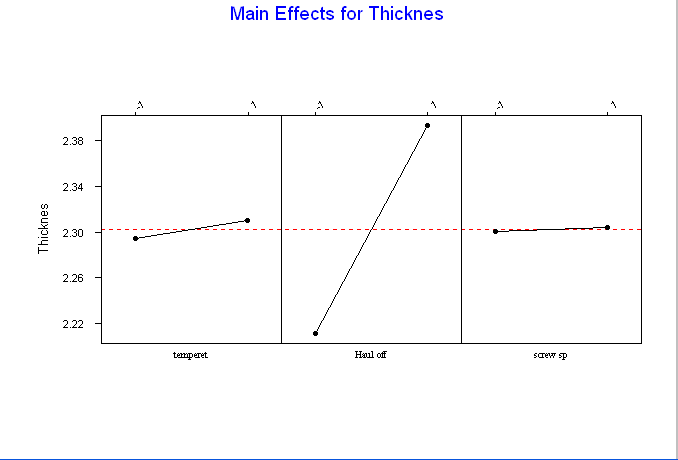 Main Effects for Thicknes
-1 1 -1 1 -1 1
2.38
2.34
2.30
2.26
2.22
Thicknes
temperet Haul off screw sp